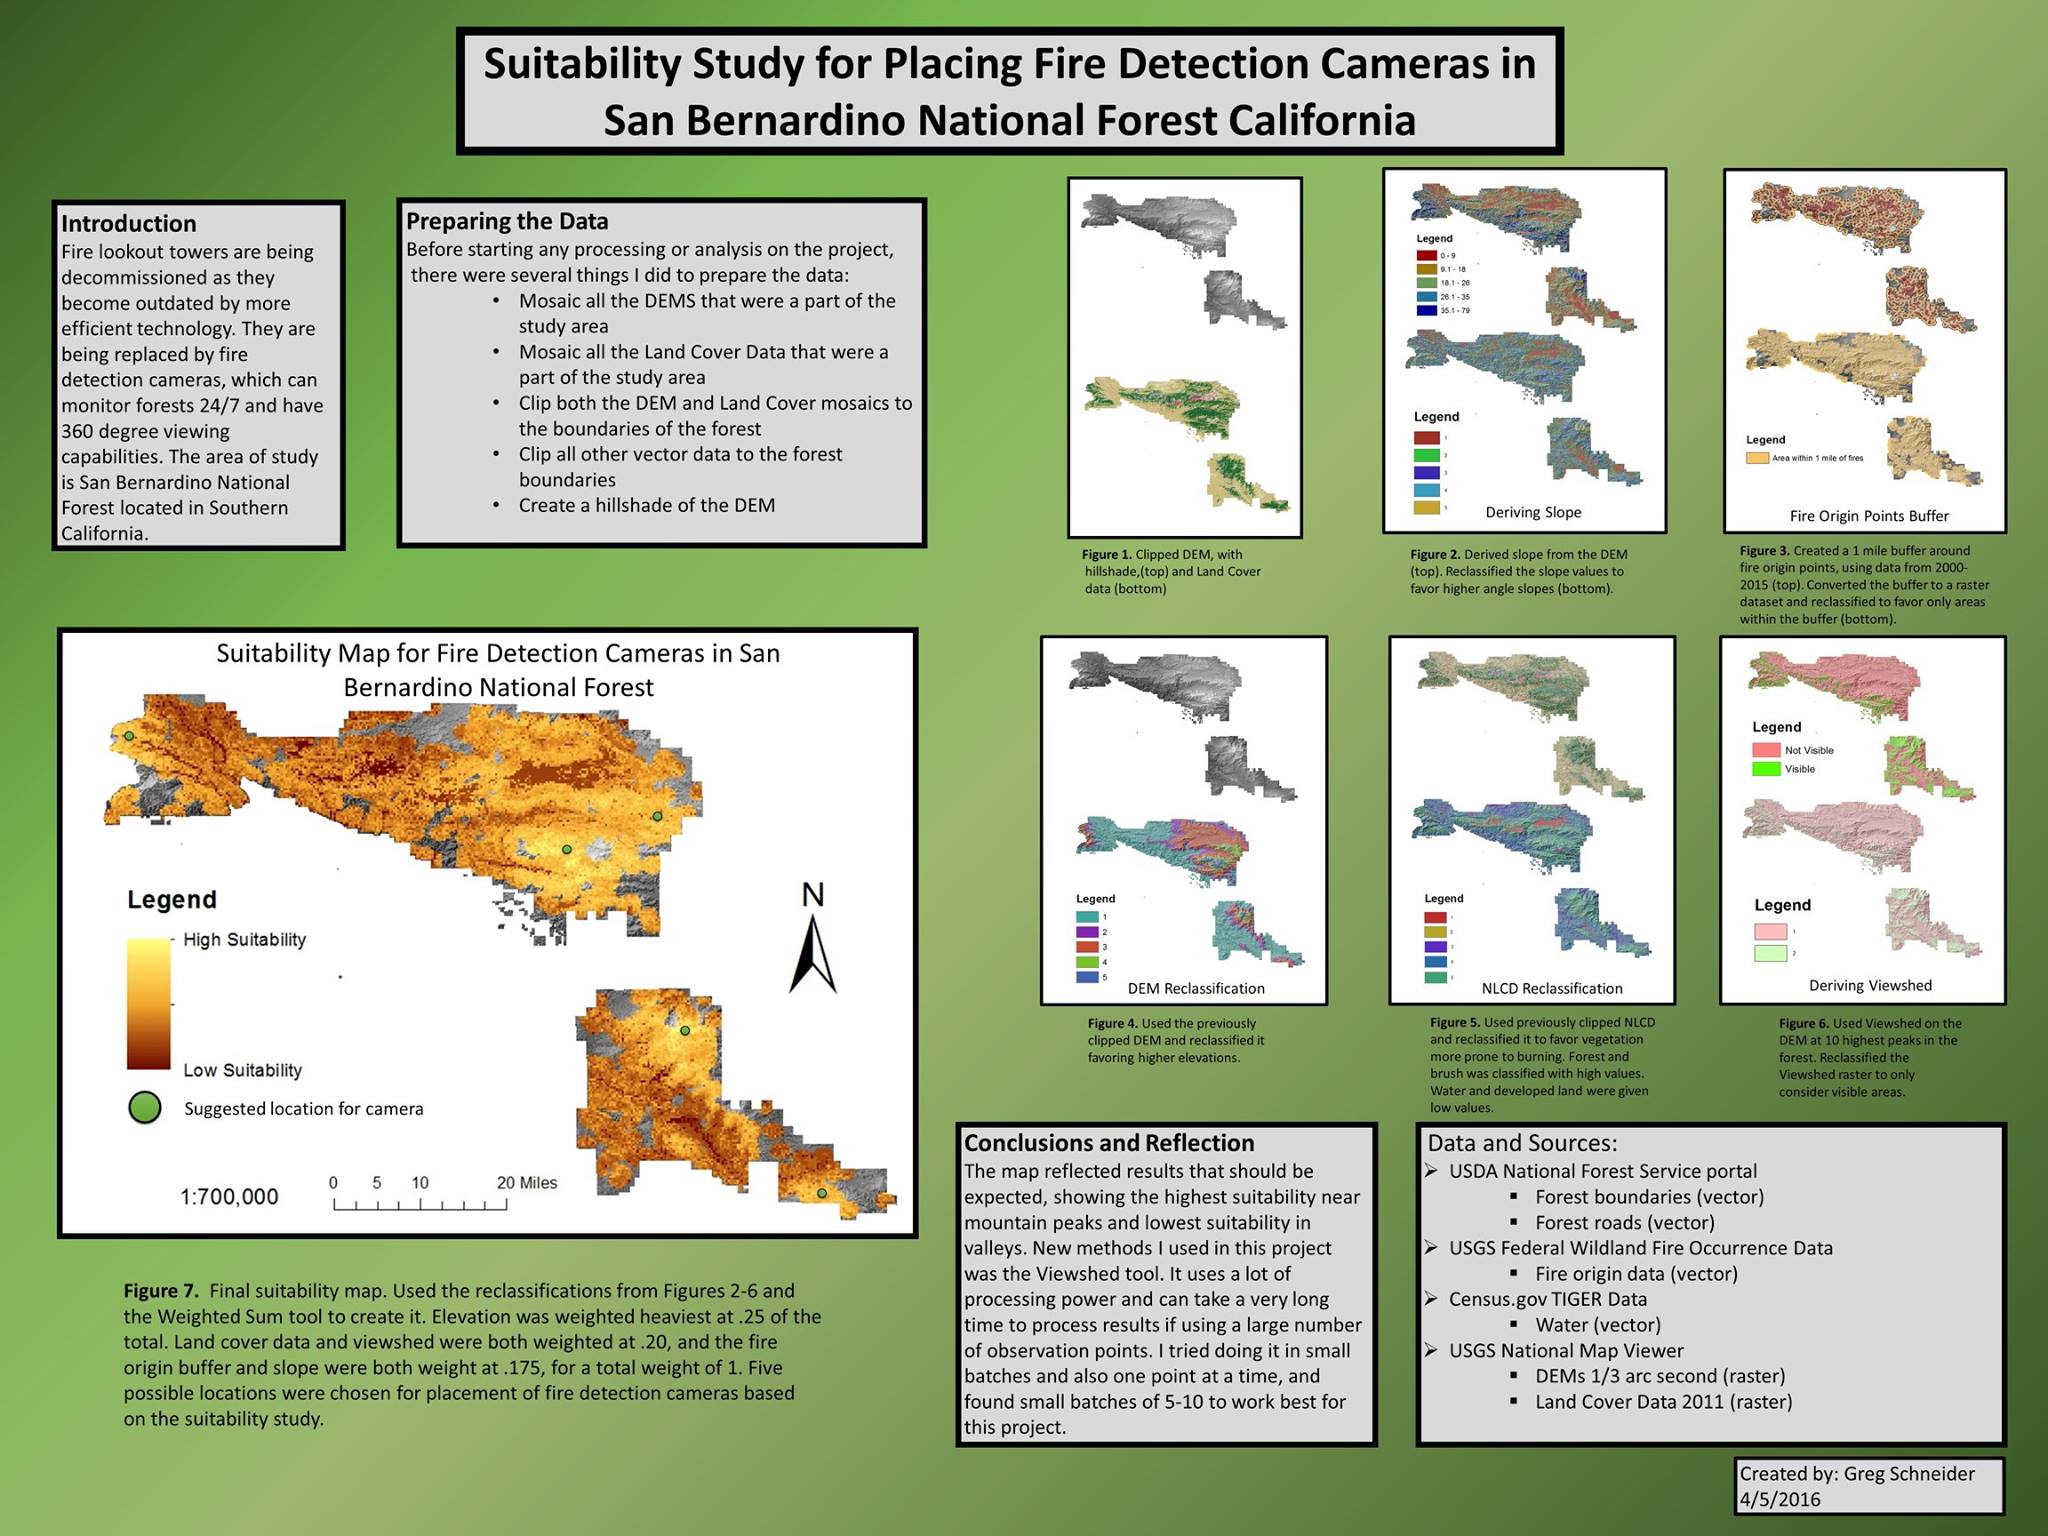 Suitability Study for Placing Fire Detection Cameras in
San Bernardino National Forest California
Introduction
Fire lookout towers are being
decommissioned as they
become outdated by more
efficient technology. They are
being replaced by fire
detection cameras, which can
monitor forests 24/7 and have
360 degree viewing
capabilities. The area of study
is San Bernardino National
Forest located in Southern
California.
Preparing the Data
Before starting any processing or analysis on the project,
there were several things I did to prepare the data:
• Mosaic all the DEMS that were a part of the
study area
• Mosaic all the Land Cover Data that were a
part of the study area
• Clip both the DEM and Land Cover mosaics to
the boundaries of the forest
• Clip all other vector data to the forest
boundaries
• Create a hillshade of the DEM
Figure 1. Clipped DEM, with
hillshade,(top) and Land Cover
data (bottom)
Legend
0 - 9
9.1 - 18
18.1 - 26
26.1 - 35
35.1 - 79
Legend
1
2
3
4
5
Deriving Slope
Figure 2. Derived slope from the DEM
(top). Reclassified the slope values to
favor higher angle slopes (bottom).
Legend
Area within 1 mile of fires
Fire Origin Points Buffer
Figure 3. Created a 1 mile buffer around
fire origin points, using data from 2000-
2015 (top). Converted the buffer to a raster
dataset and reclassified to favor only areas
within the buffer (bottom).
Suitability Map for Fire Detection Cameras in San
Bernardino National Forest
N
Legend
High Suitability
Low Suitability
Suggested location for camera
1:700,000
0 5 10 20 Miles
Figure 7. Final suitability map. Used the reclassifications from Figures 2-6 and
the Weighted Sum tool to create it. Elevation was weighted heaviest at .25 of the
total. Land cover data and viewshed were both weighted at .20, and the fire
origin buffer and slope were both weight at .175, for a total weight of 1. Five
possible locations were chosen for placement of fire detection cameras based
on the suitability study.
Legend
1
2
3
4
5
DEM Reclassification
Figure 4. Used the previously
clipped DEM and reclassified it
favoring higher elevations.
Legend
1
2
3
4
5
NLCD Reclassification
Figure 5. Used previously clipped NLCD
and reclassified it to favor vegetation
more prone to burning. Forest and
brush was classified with high values.
Water and developed land were given
low values.
Legend
Not Visible
Visible
Legend
1
2
Deriving Viewshed
Figure 6. Used Viewshed on the
DEM at 10 highest peaks in the
forest. Reclassified the
Viewshed raster to only
consider visible areas.
Conclusions and Reflection
The map reflected results that should be
expected, showing the highest suitability near
mountain peaks and lowest suitability in
valleys. New methods I used in this project
was the Viewshed tool. It uses a lot of
processing power and can take a very long
time to process results if using a large number
of observation points. I tried doing it in small
batches and also one point at a time, and
found small batches of 5-10 to work best for
this project.
Data and Sources:
➢ USDA National Forest Service portal
▪ Forest boundaries (vector)
▪ Forest roads (vector)
➢ USGS Federal Wildland Fire Occurrence Data
▪ Fire origin data (vector)
➢ Census.gov TIGER Data
▪ Water (vector)
➢ USGS National Map Viewer
▪ DEMs 1/3 arc second (raster)
▪ Land Cover Data 2011 (raster)
Created by: Greg Schneider
4/5/2016